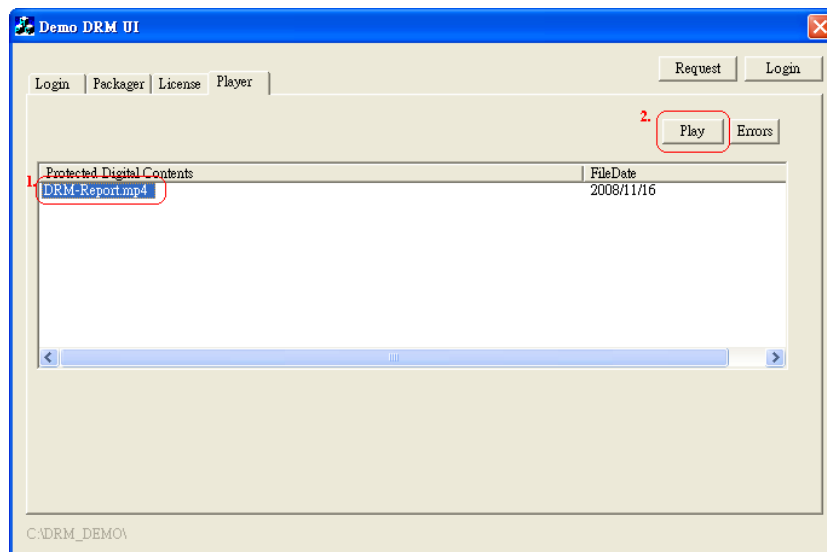 Demo DRM UI
Request Login
Login Packager License Player
2.
Play Errors
Protected Digital Contents FileDate
1.
DRM-Report.mp4 2008/11/16
C:\DRM_DEMO\